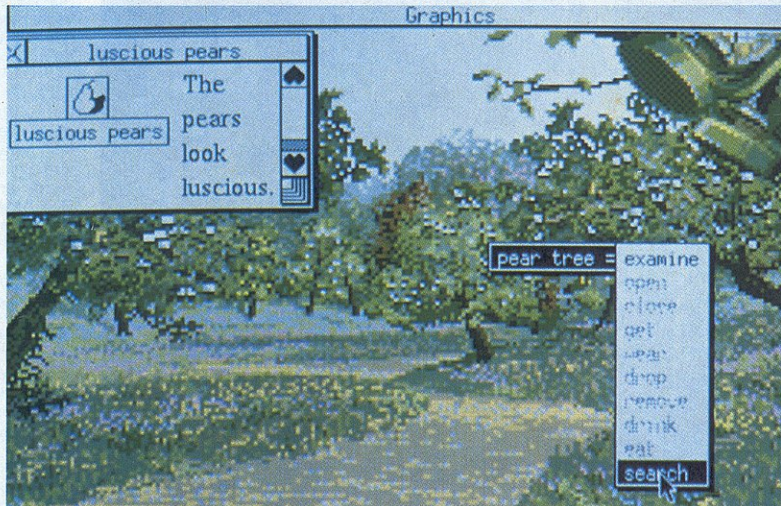 Graphics
luscious pears
The
pears
look
luscious.
luscious pears
pear tree =
examine
open
close
get
wear
drop
remove
drink
eat
search